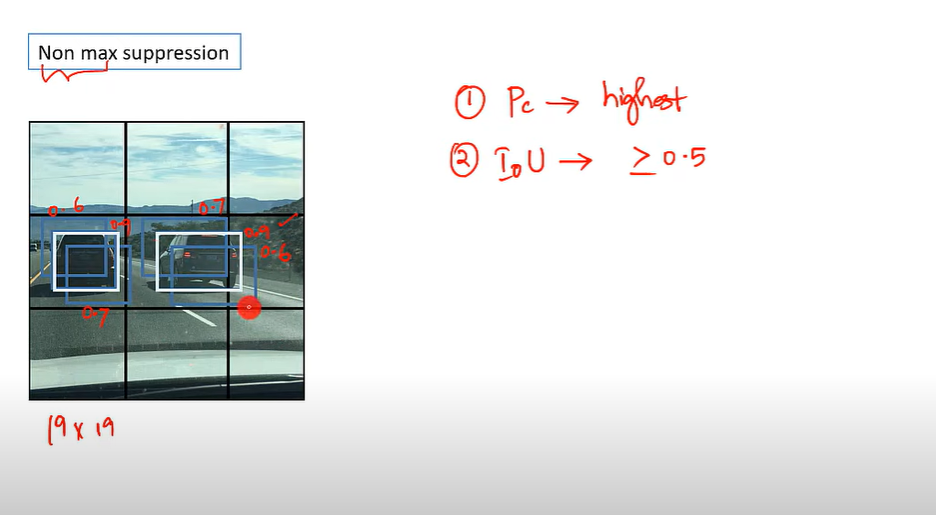 Non max suppression
① Pc → highest
② IoU → ≥ 0.5
0.6
0.7
0.9
0.9
0.6
0.7
19 x 19